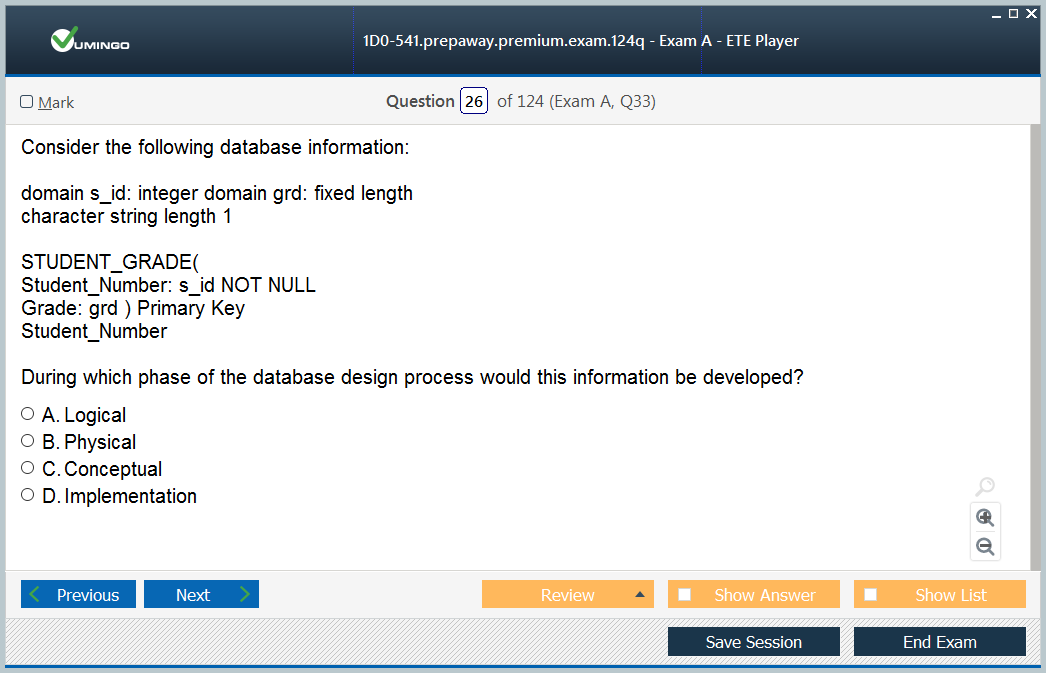 VUMINGO
1D0-541.prepaway.premium.exam.124q - Exam A - ETE Player
Mark
Question 26 of 124 (Exam A, Q33)
Consider the following database information:
domain s_id: integer domain grd: fixed length
character string length 1
STUDENT_GRADE(
Student_Number: s_id NOT NULL
Grade: grd ) Primary Key
Student_Number
During which phase of the database design process would this information be developed?
A. Logical
B. Physical
C. Conceptual
D. Implementation
Previous
Next
Review
Show Answer
Show List
Save Session
End Exam